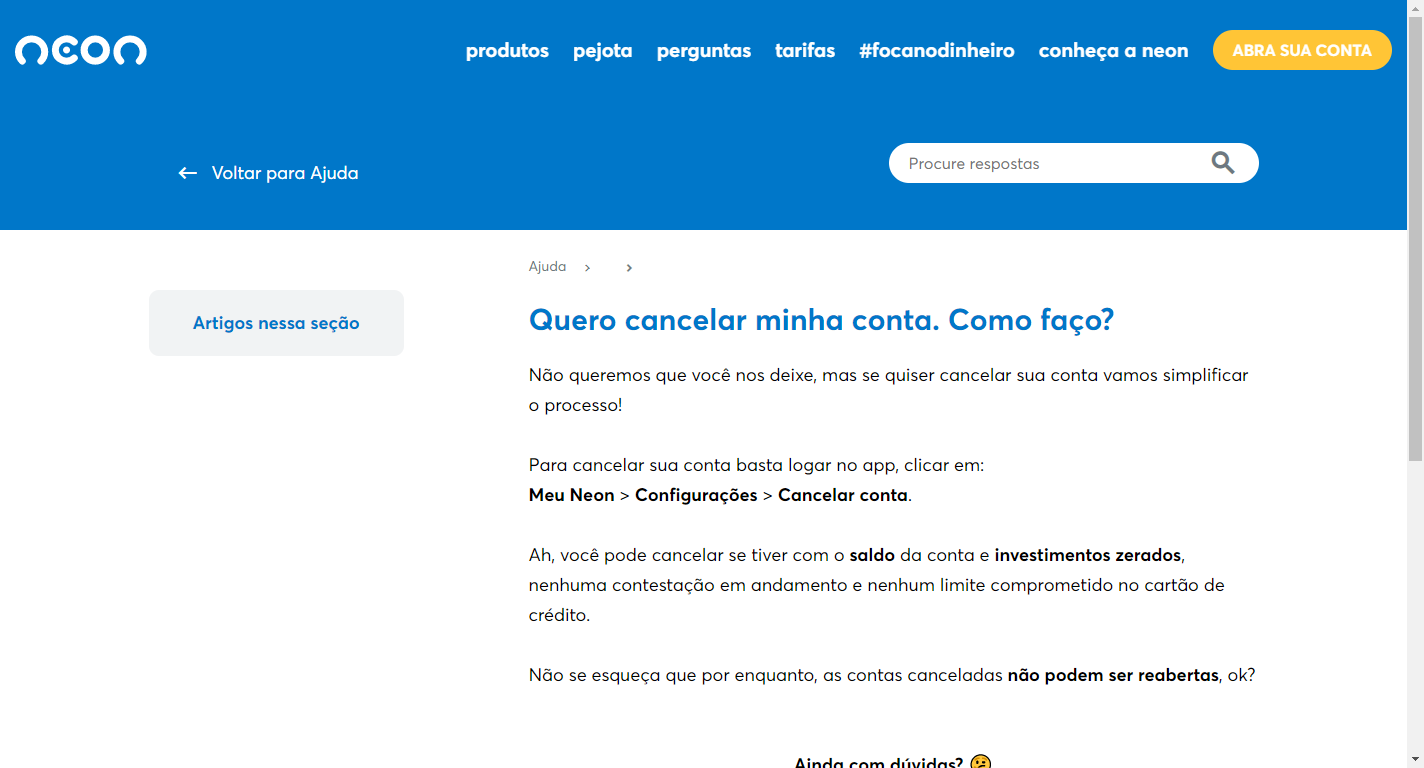 neon
produtos pejota perguntas tarifas #focanodinheiro conheça a neon ABRA SUA CONTA
← Voltar para Ajuda
Procure respostas
Ajuda › ›
Artigos nessa seção
Quero cancelar minha conta. Como faço?
Não queremos que você nos deixe, mas se quiser cancelar sua conta vamos simplificar
o processo!
Para cancelar sua conta basta logar no app, clicar em:
Meu Neon > Configurações > Cancelar conta.
Ah, você pode cancelar se tiver com o saldo da conta e investimentos zerados,
nenhuma contestação em andamento e nenhum limite comprometido no cartão de
crédito.
Não se esqueça que por enquanto, as contas canceladas não podem ser reabertas, ok?
Ainda com dúvidas? 🤔